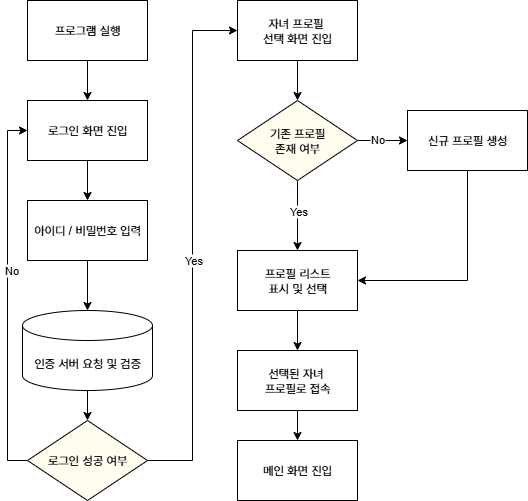 프로그램 실행
로그인 화면 진입
아이디 / 비밀번호 입력
No
인증 서버 요청 및 검증
로그인 성공 여부
Yes
자녀 프로필
선택 화면 진입
기존 프로필
존재 여부
No
신규 프로필 생성
Yes
프로필 리스트
표시 및 선택
선택된 자녀
프로필로 접속
메인 화면 진입